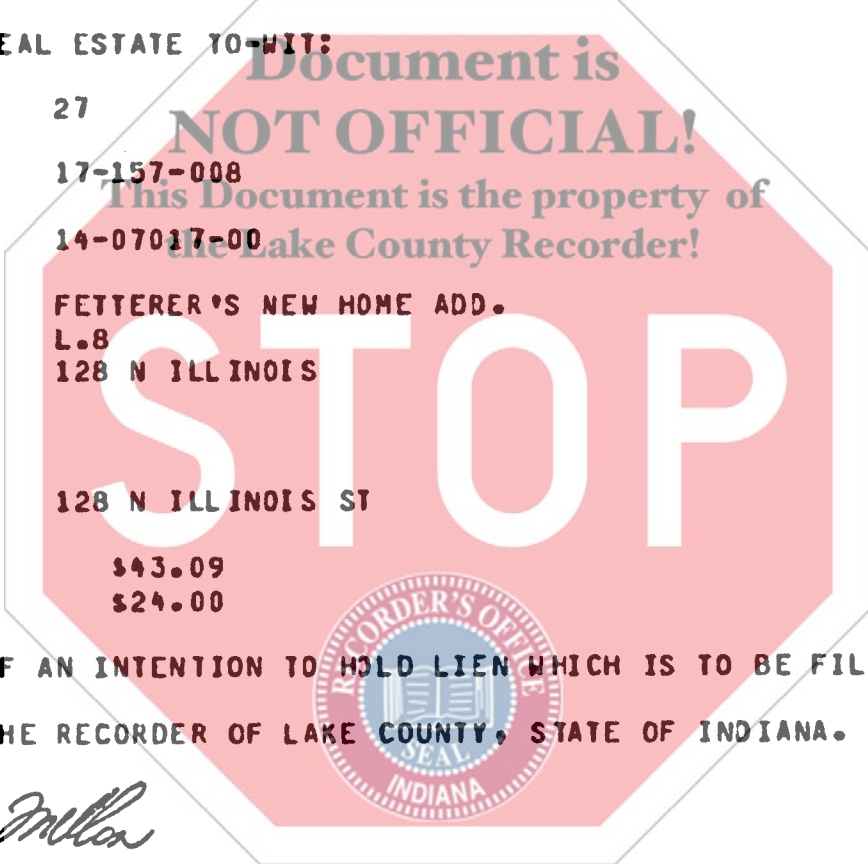 EAL ESTATE TO-WIT:
Document is
27
NOT OFFICIAL!
17-157-008
This Document is the property of
14-07017-00
the Lake County Recorder!
FETTERER'S NEW HOME ADD.
L.8
128 N ILLINOIS
STOP
128 N ILLINOIS ST
$43.09
$24.00
RECORDER'S OFFICE
F AN INTENTION TO HOLD LIEN WHICH IS TO BE FIL
HE RECORDER OF LAKE COUNTY, STATE OF INDIANA.
SEAL
INDIANA